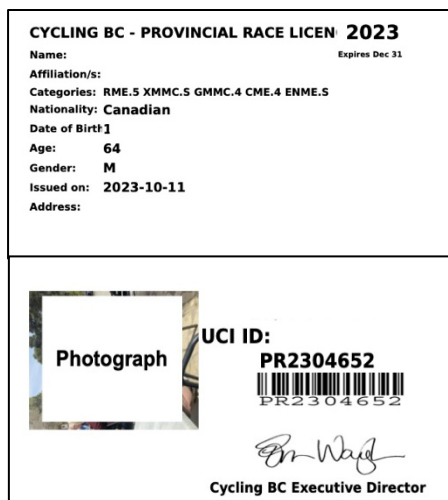 CYCLING BC - PROVINCIAL RACE LICEN 2023
Expires Dec 31
Name:
Affiliation/s:
Categories: RME.5 XMMC.S GMMC.4 CME.4 ENME.S
Nationality: Canadian
Date of Birth 1
Age: 64
Gender: M
Issued on: 2023-10-11
Address:
Photograph
UCI ID:
PR2304652
PR2304652
Cycling BC Executive Director